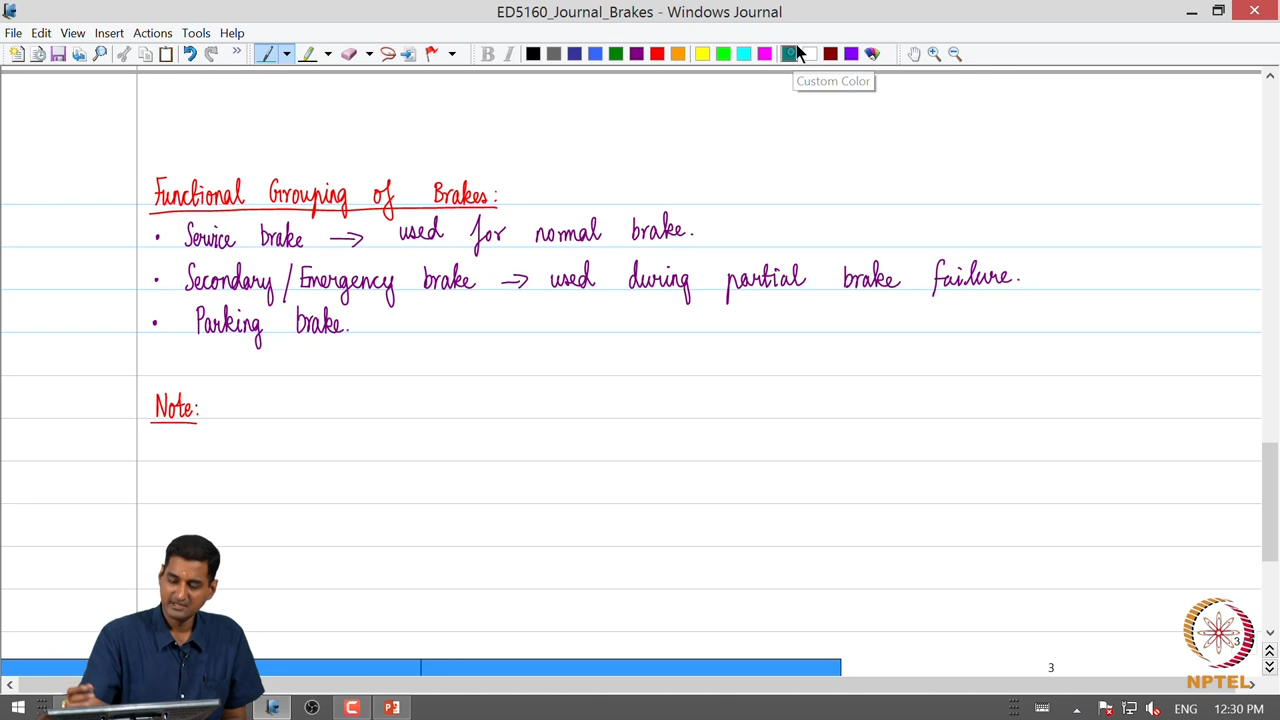 ED5160_Journal_Brakes - Windows Journal
File Edit View Insert Actions Tools Help
Custom Color
Functional Grouping of Brakes:
• Service brake → used for normal brake.
• Secondary/Emergency brake → used during partial brake failure.
• Parking brake.
Note:
3
3
NPTEL
ENG 12:30 PM